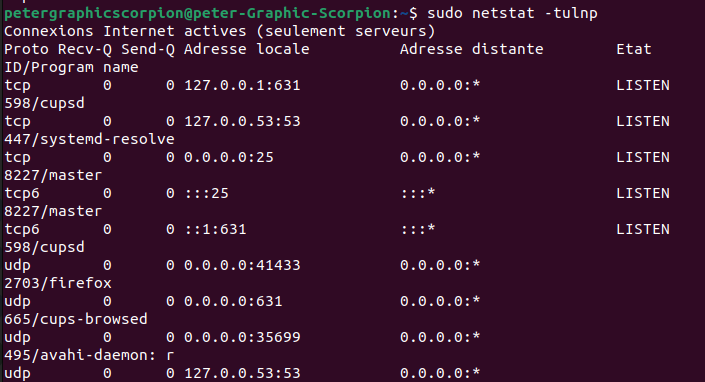 petergraphicscorpion@peter-Graphic-Scorpion:~$ sudo netstat -tulnp
Connexions Internet actives (seulement serveurs)
Proto Recv-Q Send-Q Adresse locale          Adresse distante        Etat
ID/Program name
tcp        0      0 127.0.0.1:631           0.0.0.0:*               LISTEN
598/cupsd
tcp        0      0 127.0.0.53:53           0.0.0.0:*               LISTEN
447/systemd-resolve
tcp        0      0 0.0.0.0:25              0.0.0.0:*               LISTEN
8227/master
tcp6       0      0 :::25                   :::*                    LISTEN
8227/master
tcp6       0      0 ::1:631                 :::*                    LISTEN
598/cupsd
udp        0      0 0.0.0.0:41433           0.0.0.0:*
2703/firefox
udp        0      0 0.0.0.0:631             0.0.0.0:*
665/cups-browsed
udp        0      0 0.0.0.0:35699           0.0.0.0:*
495/avahi-daemon: r
udp        0      0 127.0.0.53:53           0.0.0.0:*